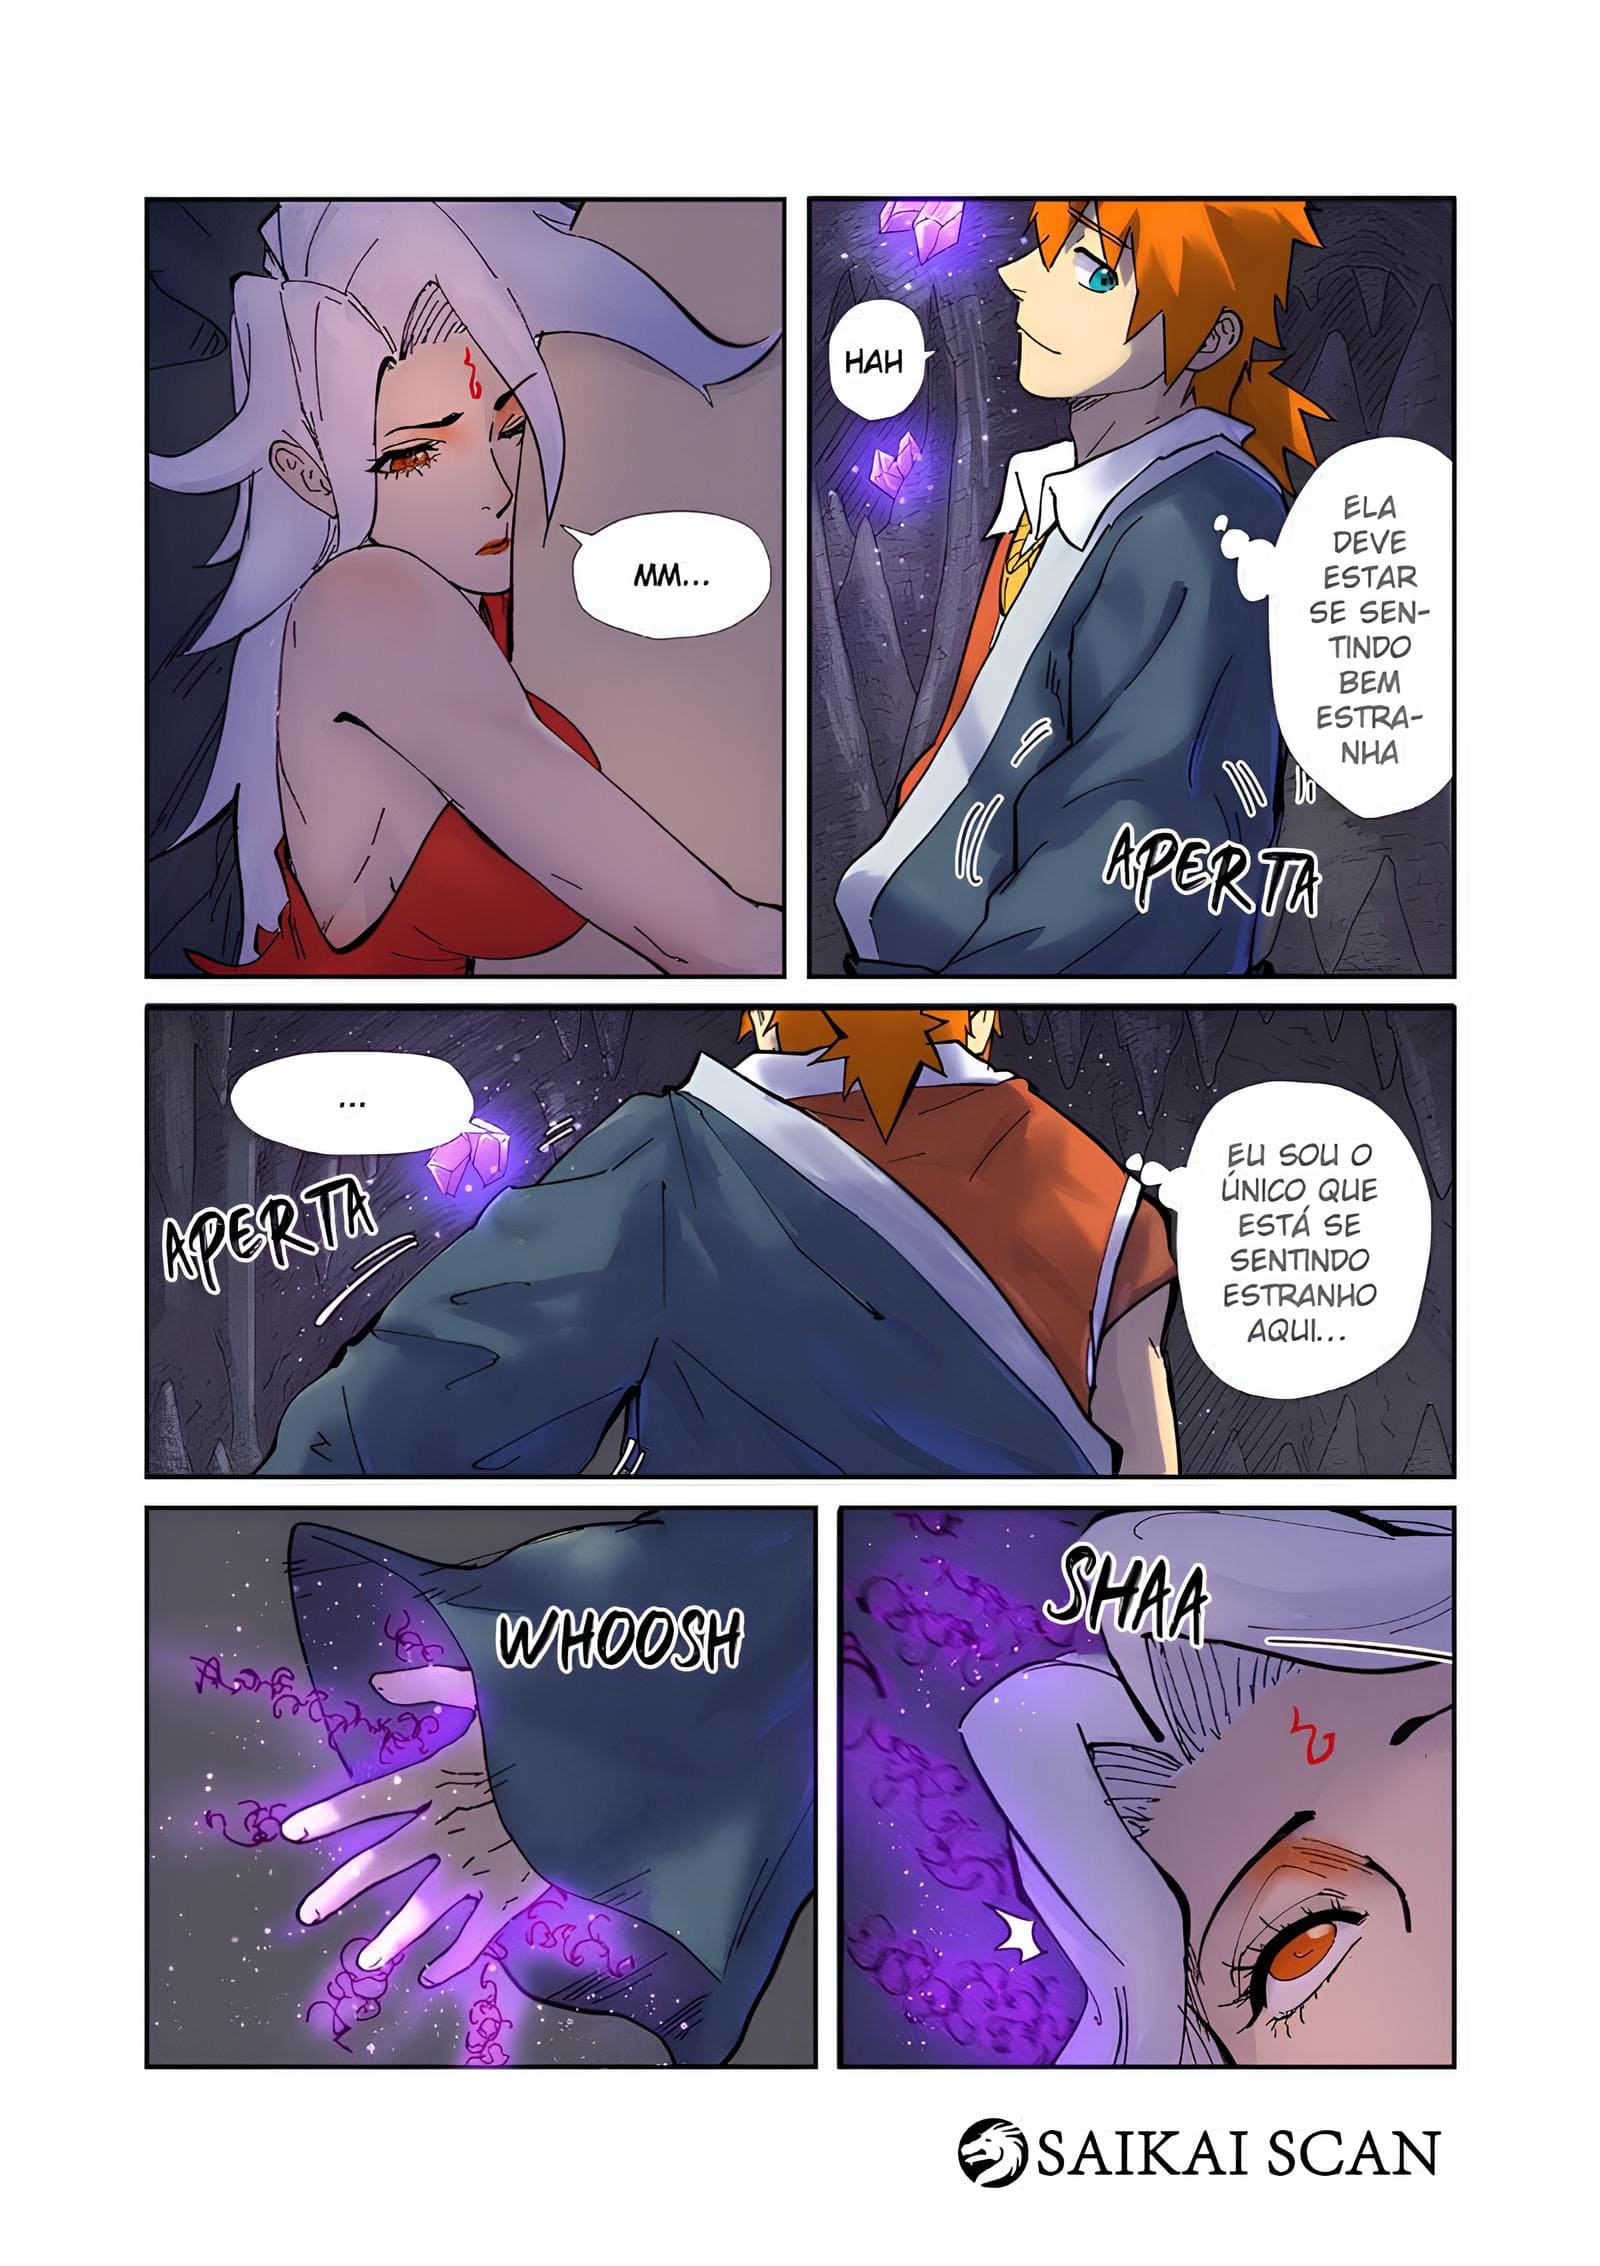 MM...
HAH
ELA
DEVE
ESTAR
SE SEN-
TINDO
BEM
ESTRA-
NHA
APERTA
...
APERTA
EU SOU O
ÚNICO QUE
ESTÁ SE
SENTINDO
ESTRANHO
AQUI...
WHOOSH
SHAA
SAIKAI SCAN